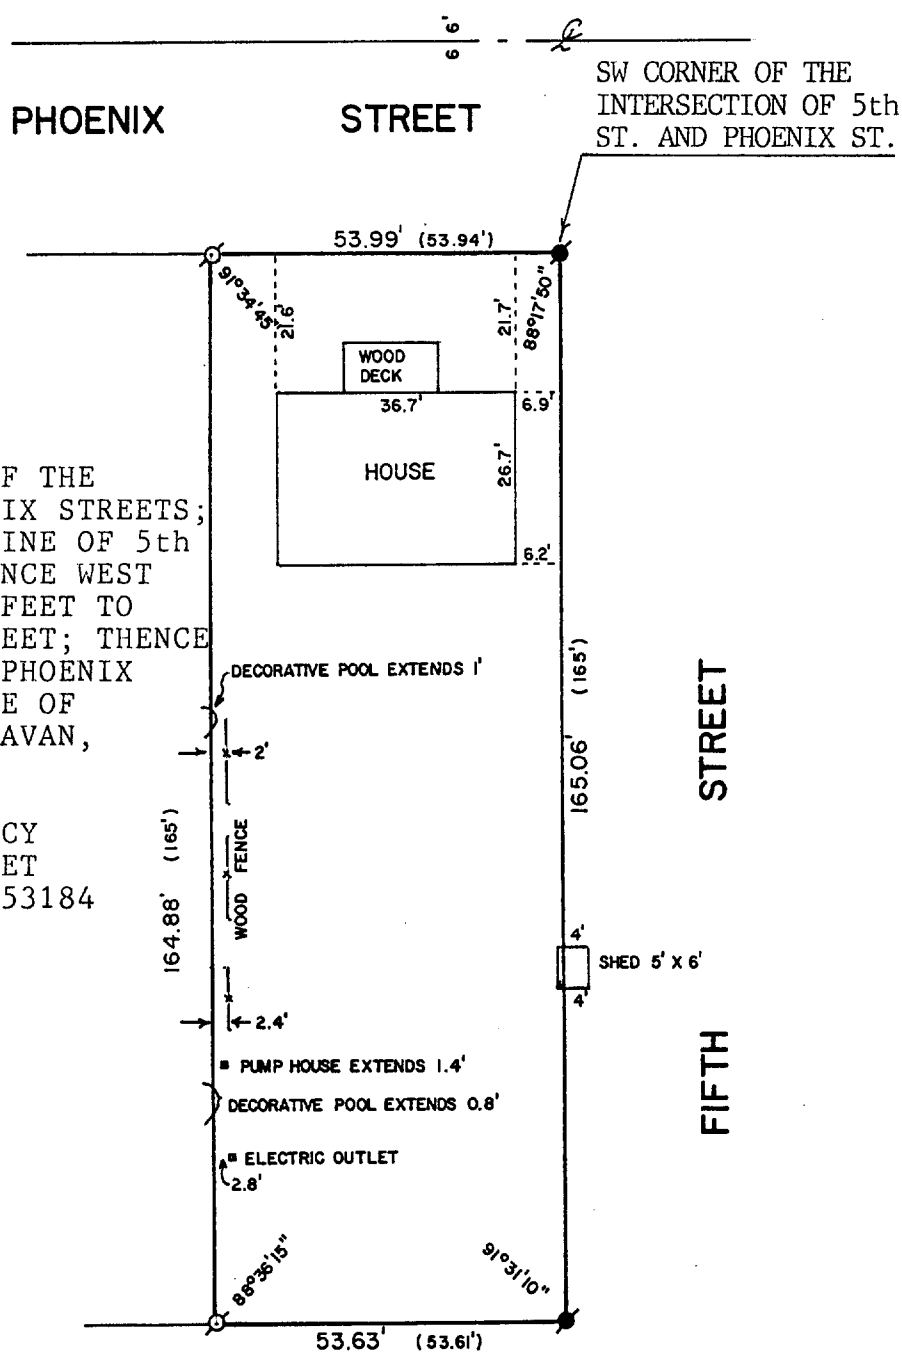 6'
6
PHOENIX STREET
SW CORNER OF THE
INTERSECTION OF 5th
ST. AND PHOENIX ST.
53.99' (53.94')
91°34'45"
21.6'
21.7'
88°17'50"
WOOD
DECK
36.7'
6.9'
HOUSE
26.7'
6.2'
F THE
IX STREETS;
INE OF 5th
NCE WEST
FEET TO
EET; THENCE
PHOENIX
E OF
AVAN,
CY
ET
53184
DECORATIVE POOL EXTENDS 1'
2'
WOOD FENCE
164.88' (165')
165.06' (165')
FIFTH STREET
4'
SHED 5' X 6'
4'
2.4'
PUMP HOUSE EXTENDS 1.4'
DECORATIVE POOL EXTENDS 0.8'
ELECTRIC OUTLET
2.8'
88°36'15"
91°31'10"
53.63' (53.61')